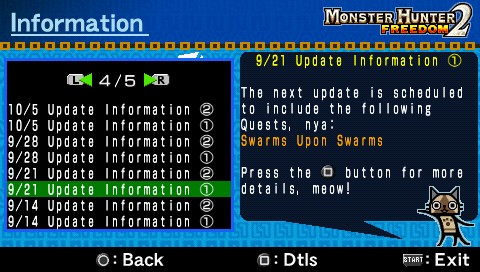 Information
MONSTER HUNTER
FREEDOM 2
L 4/5 R
10/5 Update Information ②
10/5 Update Information ①
9/28 Update Information ②
9/28 Update Information ①
9/21 Update Information ②
9/21 Update Information ①
9/14 Update Information ②
9/14 Update Information ①
9/21 Update Information ①
The next update is scheduled
to include the following
Quests, nya:
Swarms Upon Swarms
Press the □ button for more
details, meow!
○: Back
□: Dtls
START: Exit